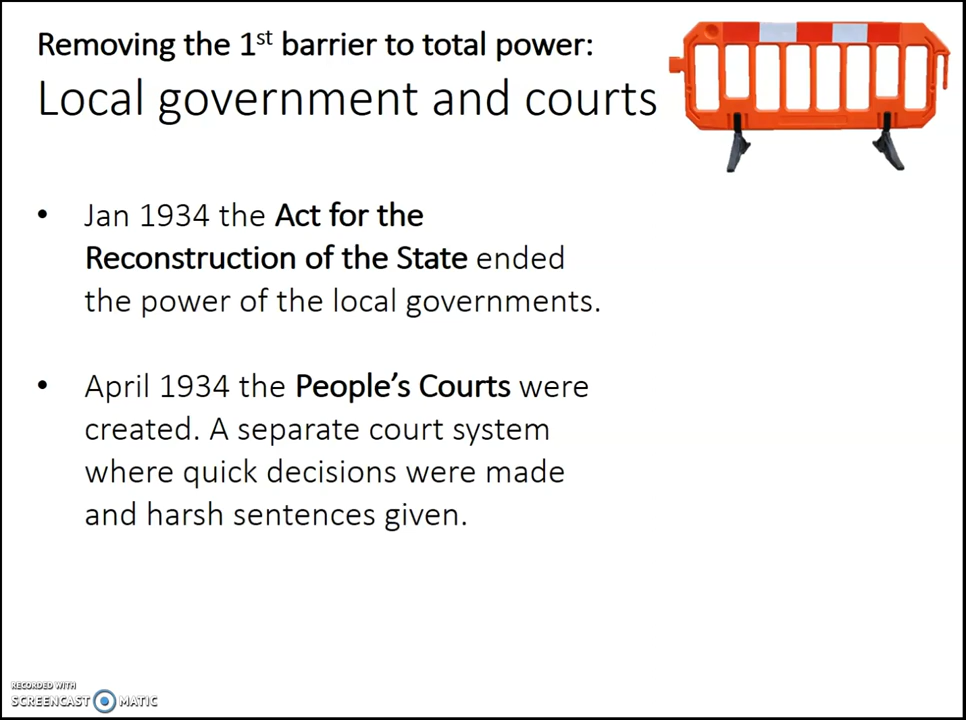 Removing the 1st barrier to total power:
Local government and courts
• Jan 1934 the Act for the
Reconstruction of the State ended
the power of the local governments.
• April 1934 the People’s Courts were
created. A separate court system
where quick decisions were made
and harsh sentences given.
RECORDED WITH
SCREENCAST MATIC